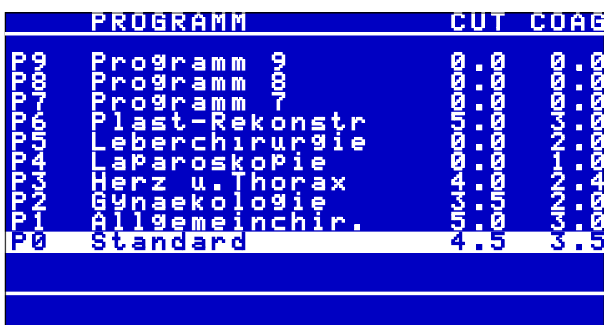 PROGRAMM CUT COAG
P9 Programm 9 0.0 0.0
P8 Programm 8 0.0 0.0
P7 Programm 7 0.0 0.0
P6 Plast-Rekonstr 5.0 3.0
P5 Leberchirurgie 0.0 2.0
P4 Laparoskopie 0.0 1.0
P3 Herz u.Thorax 4.0 2.4
P2 Gynaekologie 3.5 2.0
P1 Allgemeinchir. 5.0 3.0
P0 Standard 4.5 3.5